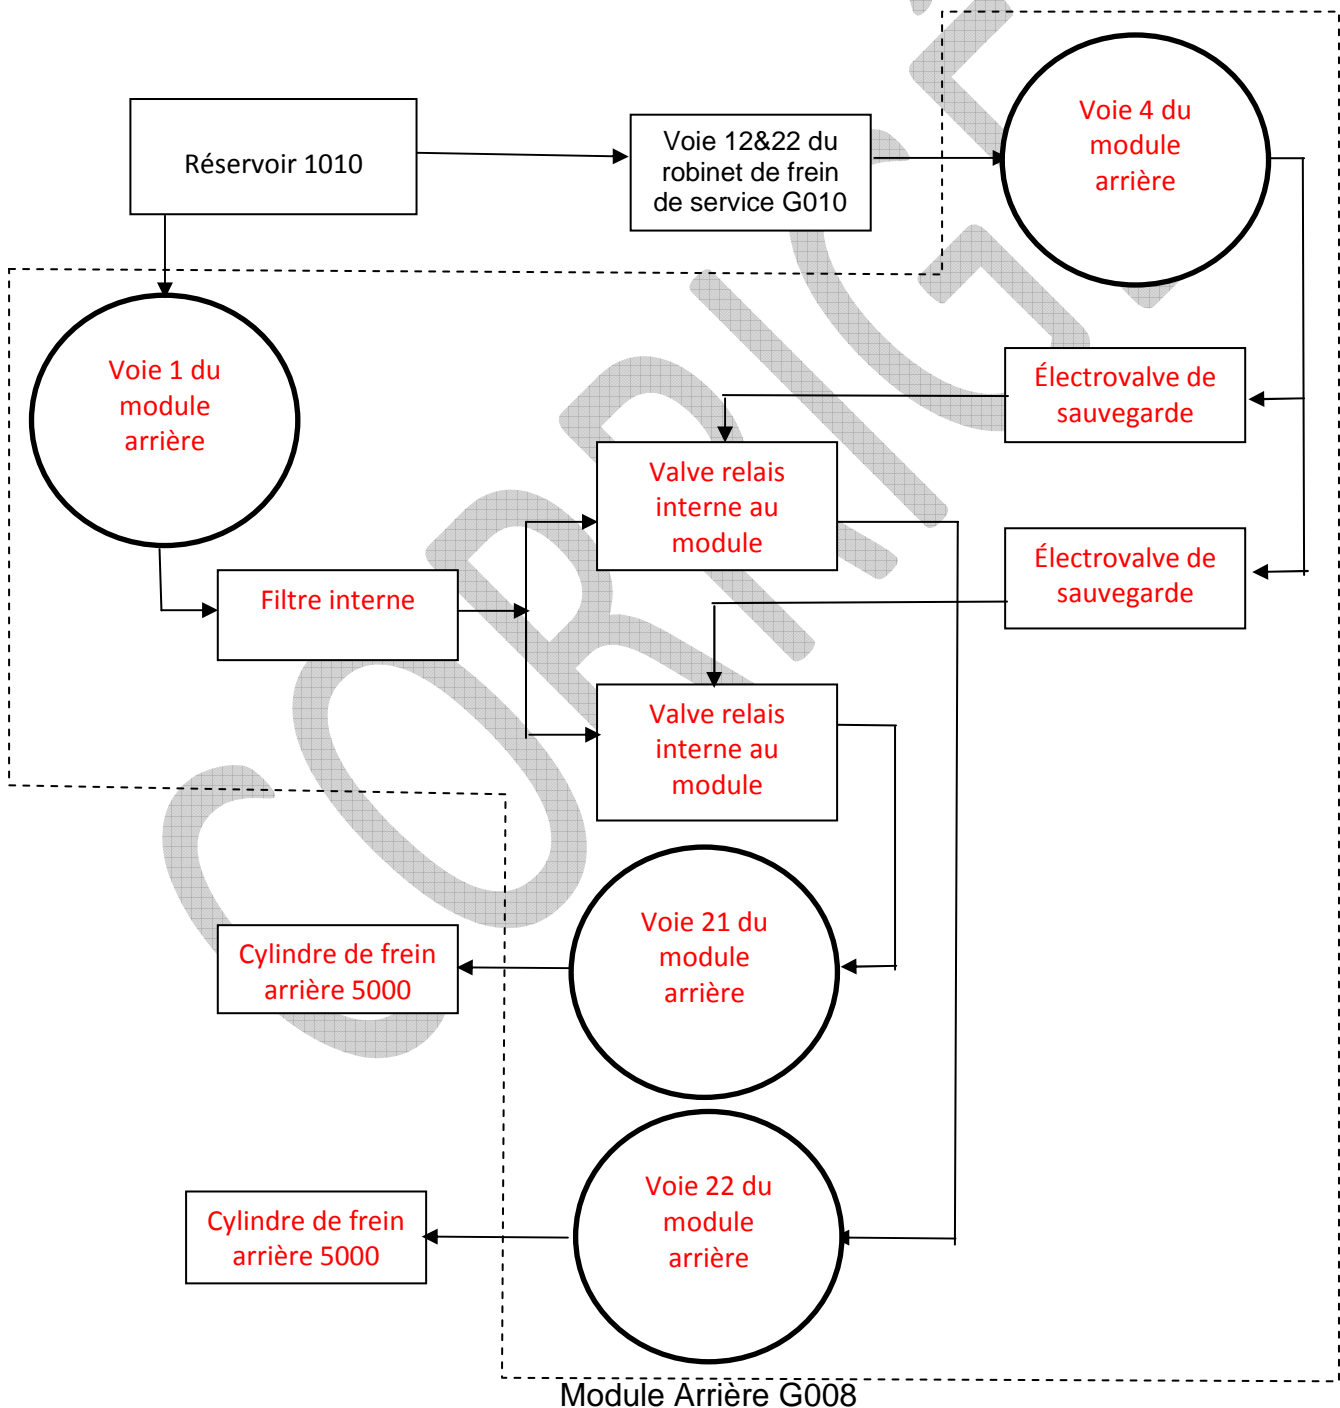 Réservoir 1010
Voie 12&22 du
robinet de frein
de service G010
Voie 4 du
module
arrière
Voie 1 du
module
arrière
Électrovalve de
sauvegarde
Valve relais
interne au
module
Électrovalve de
sauvegarde
Filtre interne
Valve relais
interne au
module
Voie 21 du
module
arrière
Cylindre de frein
arrière 5000
Voie 22 du
module
arrière
Cylindre de frein
arrière 5000
Module Arrière G008
CORRIGÉ